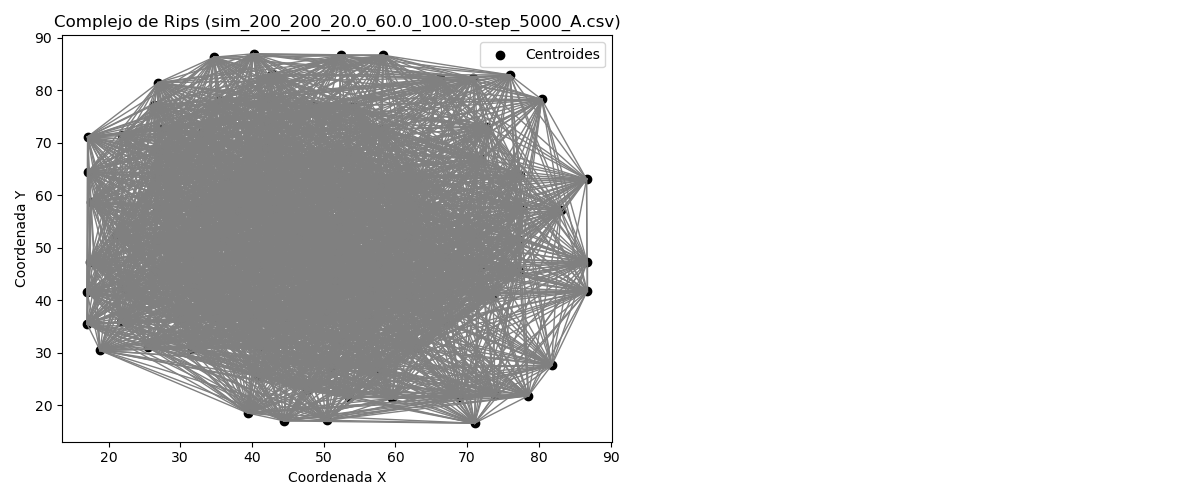 Complejo de Rips (sim_200_200_20.0_60.0_100.0-step_5000_A.csv)
Centroides
90
80
70
60
50
40
30
20
Coordenada Y
20 30 40 50 60 70 80 90
Coordenada X